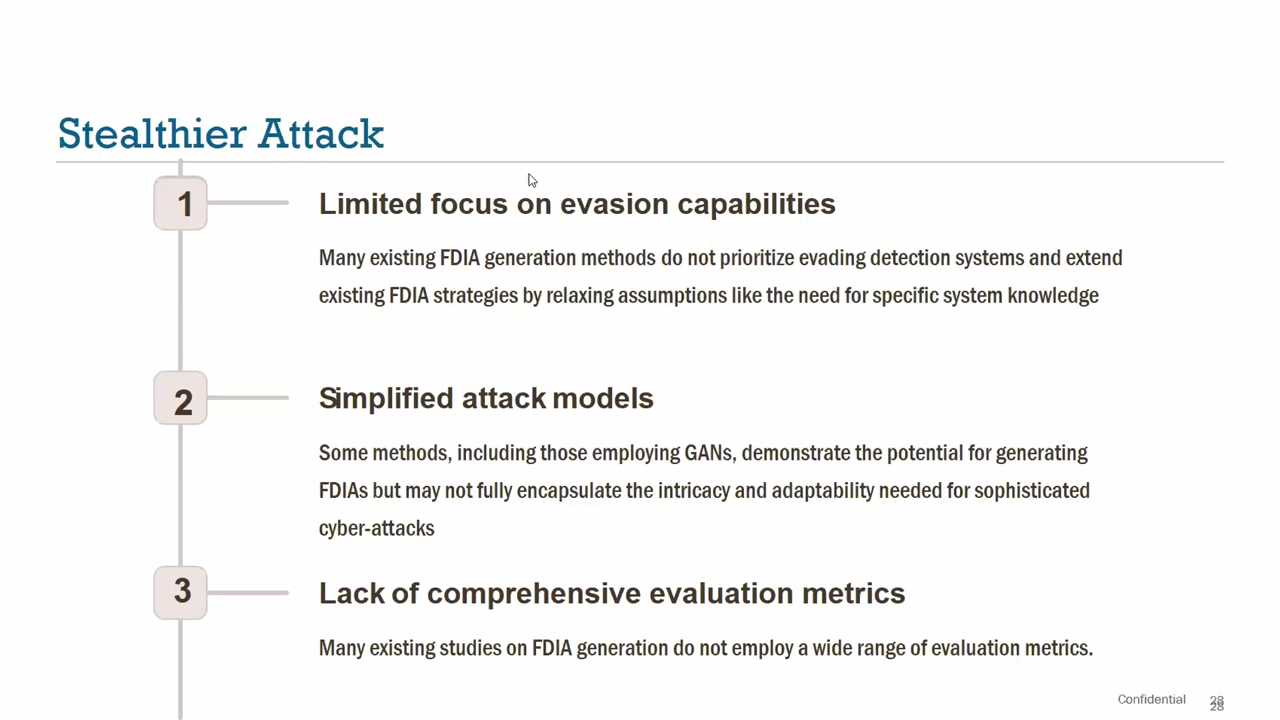 Stealthier Attack
1
Limited focus on evasion capabilities
Many existing FDIA generation methods do not prioritize evading detection systems and extend
existing FDIA strategies by relaxing assumptions like the need for specific system knowledge
2
Simplified attack models
Some methods, including those employing GANs, demonstrate the potential for generating
FDIAs but may not fully encapsulate the intricacy and adaptability needed for sophisticated
cyber-attacks
3
Lack of comprehensive evaluation metrics
Many existing studies on FDIA generation do not employ a wide range of evaluation metrics.
Confidential 28
28